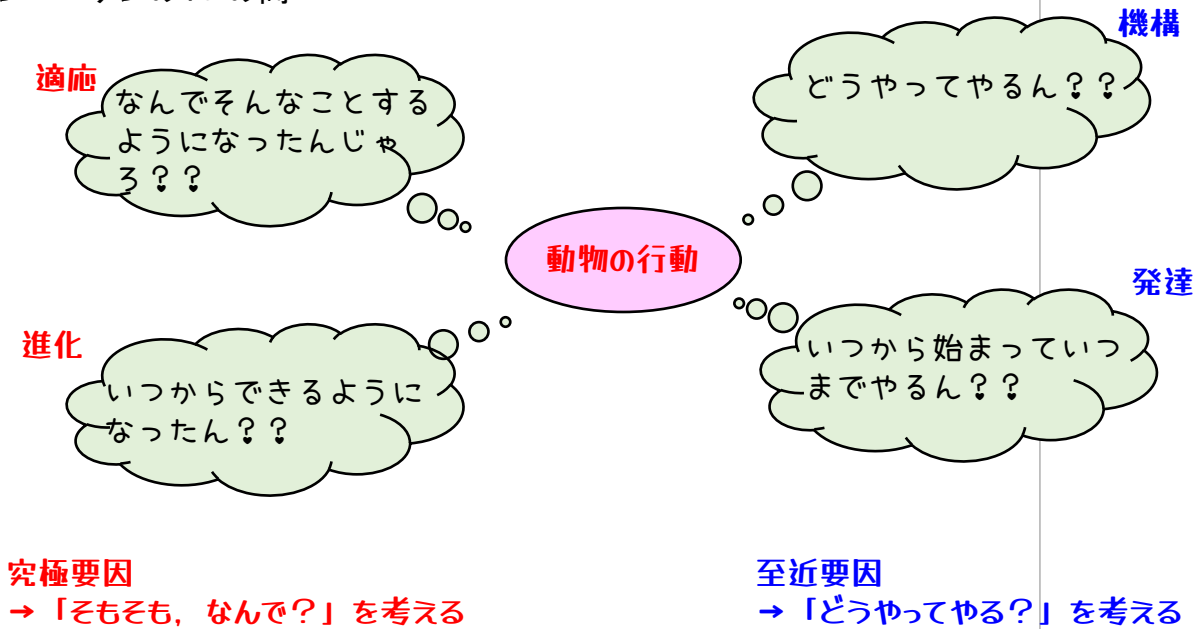 機構
適応
なんでそんなことする
ようになったんじゃ
ろ??
どうやってやるん??
動物の行動
発達
進化
いつからできるように
なったん??
いつから始まっていつ
までやるん??
究極要因
→「そもそも，なんで？」を考える
至近要因
→「どうやってやる？」を考える